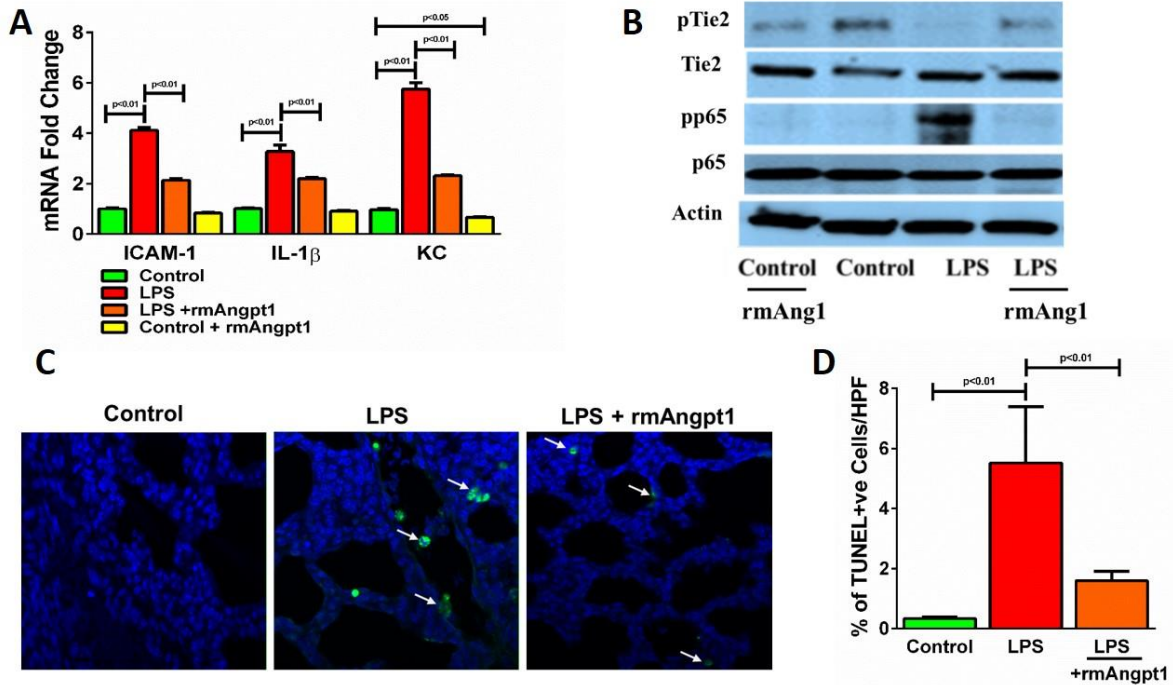 A
mRNA Fold Change
8
6
4
2
0
p<0.01
p<0.01
p<0.01
p<0.01
p<0.05
p<0.01
p<0.01
ICAM-1 IL-1β KC
Control
LPS
LPS +rmAngpt1
Control + rmAngpt1
B
pTie2
Tie2
pp65
p65
Actin
Control Control LPS LPS
rmAng1 rmAng1
C
Control LPS LPS + rmAngpt1
D
% of TUNEL+ve Cells/HPF
8
6
4
2
0
p<0.01
p<0.01
Control LPS LPS
+rmAngpt1